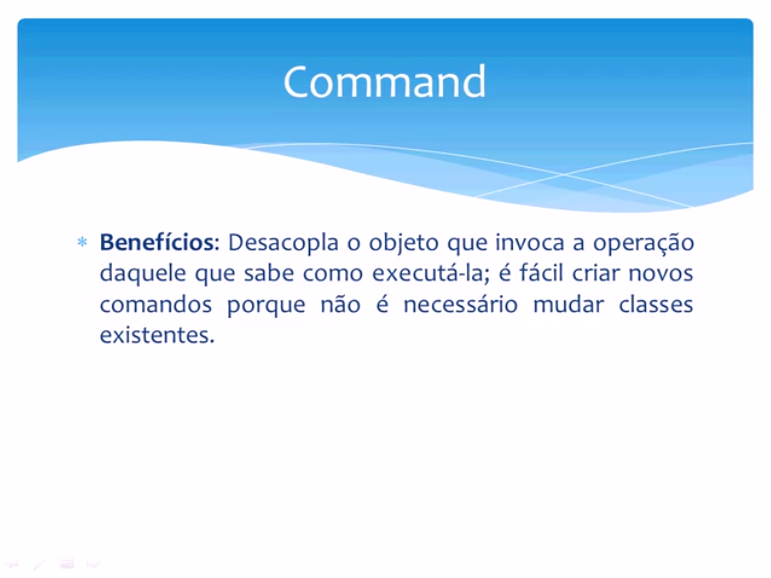 Command
Benefícios: Desacopla o objeto que invoca a operação
daquele que sabe como executá-la; é fácil criar novos
comandos porque não é necessário mudar classes
existentes.